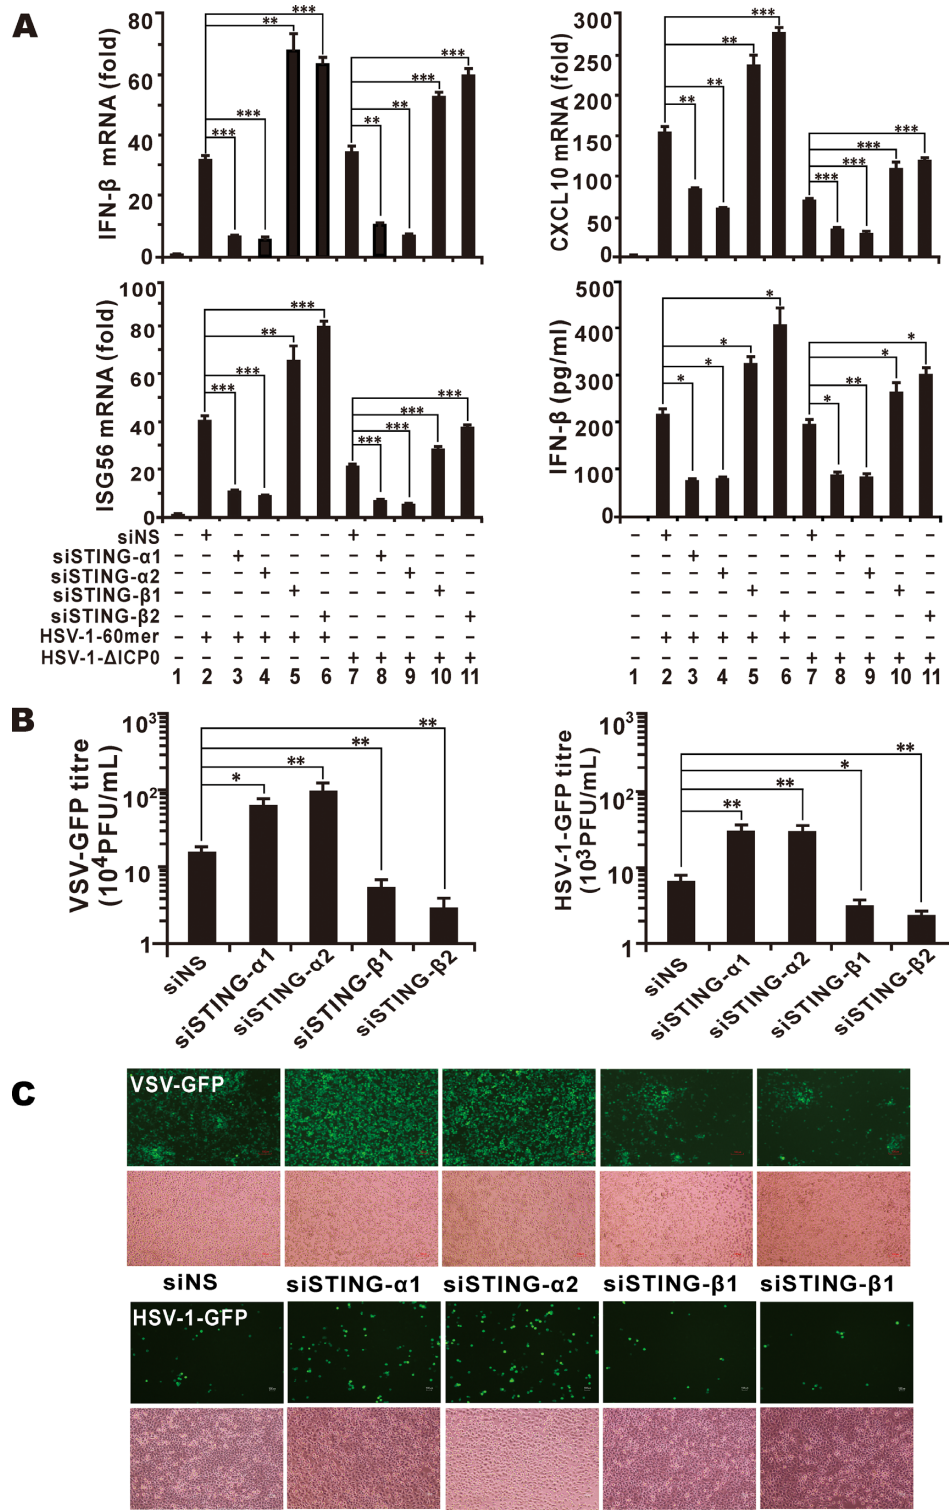 A
IFN-β mRNA (fold)
80
60
40
20
0
*** ** *** *** *** *** ** **
CXCL10 mRNA (fold)
300
250
200
150
100
50
0
*** ** ** ** *** *** *** ***
ISG56 mRNA (fold)
100
80
60
40
20
0
*** ** *** *** *** *** *** ***
IFN-β (pg/ml)
500
400
300
200
100
0
* * * * * * ** *
siNS – + – – – – + – – – – – + – – – – + – – – –
siSTING-α1 – – + – – – – + – – – – – + – – – – + – – –
siSTING-α2 – – – + – – – – + – – – – – + – – – – + – –
siSTING-β1 – – – – + – – – – + – – – – – + – – – – + –
siSTING-β2 – – – – – + – – – – + – – – – – + – – – – +
HSV-1-60mer – + + + + + – – – – – – + + + + + – – – – –
HSV-1-ΔICP0 – – – – – – + + + + + – – – – – – + + + + +
1 2 3 4 5 6 7 8 9 10 11 1 2 3 4 5 6 7 8 9 10 11
B
VSV-GFP titre
(10⁴PFU/mL)
10³
10²
10
1
** ** ** *
siNS siSTING-α1 siSTING-α2 siSTING-β1 siSTING-β2
HSV-1-GFP titre
(10³PFU/mL)
10³
10²
10
1
** * ** **
siNS siSTING-α1 siSTING-α2 siSTING-β1 siSTING-β2
C
VSV-GFP
siNS siSTING-α1 siSTING-α2 siSTING-β1 siSTING-β1
HSV-1-GFP